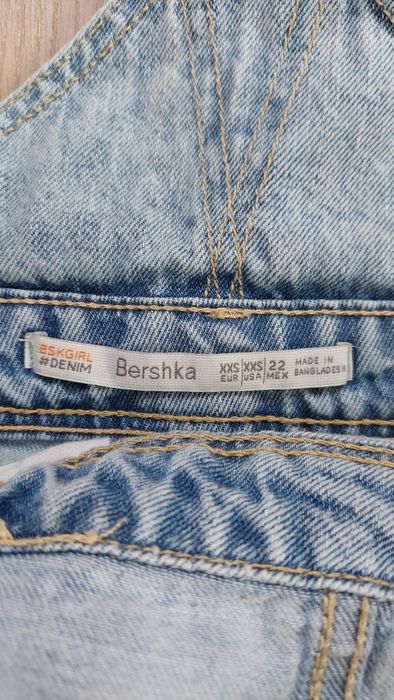 BSKGIRL
#DENIM
Bershka
XXS XXS 22
EUR USA MEX
MADE IN
BANGLADESH